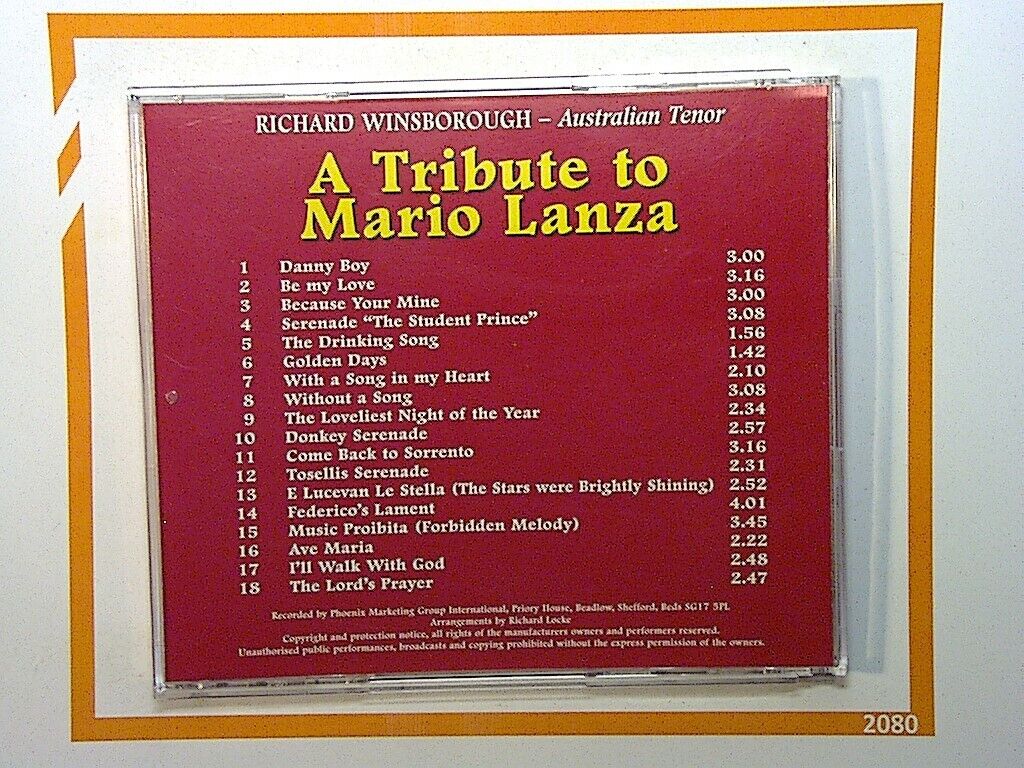 RICHARD WINSBOROUGH – Australian Tenor
A Tribute to
Mario Lanza
1 Danny Boy 3.00
2 Be my Love 3.16
3 Because Your Mine 3.00
4 Serenade “The Student Prince” 3.08
5 The Drinking Song 1.56
6 Golden Days 1.42
7 With a Song in my Heart 2.10
8 Without a Song 3.08
9 The Loveliest Night of the Year 2.34
10 Donkey Serenade 2.57
11 Come Back to Sorrento 3.16
12 Tosellis Serenade 2.31
13 E Lucevan Le Stella (The Stars were Brightly Shining) 2.52
14 Federico's Lament 4.01
15 Music Proibita (Forbidden Melody) 3.45
16 Ave Maria 2.22
17 I'll Walk With God 2.48
18 The Lord's Prayer 2.47
Recorded by Phoenix Marketing Group International, Priory House, Beadlow, Shefford, Beds SG17 5PL
Arrangements by Richard Locke
Copyright and protection notice, all rights of the manufacturers owners and performers reserved.
Unauthorised public performances, broadcasts and copying prohibited without the express permission of the owners.
2080